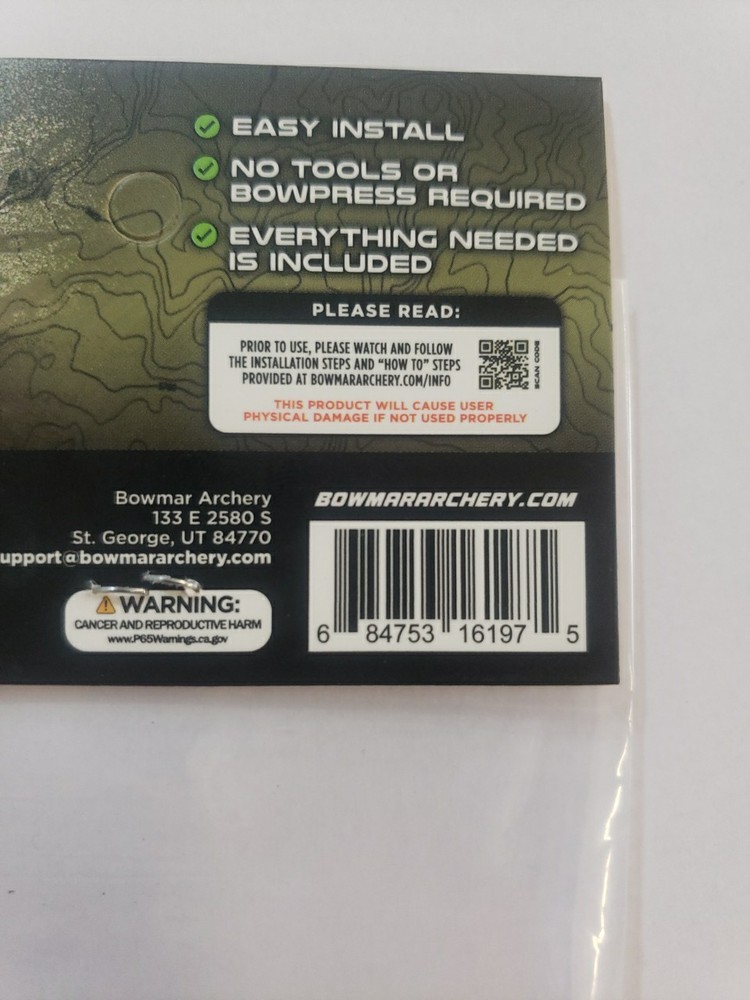 EASY INSTALL
NO TOOLS OR
BOWPRESS REQUIRED
EVERYTHING NEEDED
IS INCLUDED
PLEASE READ:
PRIOR TO USE, PLEASE WATCH AND FOLLOW
THE INSTALLATION STEPS AND “HOW TO” STEPS
PROVIDED AT BOWMARARCHERY.COM/INFO
SCAN CODE
THIS PRODUCT WILL CAUSE USER
PHYSICAL DAMAGE IF NOT USED PROPERLY
Bowmar Archery
133 E 2580 S
St. George, UT 84770
upport@bowmararchery.com
WARNING:
CANCER AND REPRODUCTIVE HARM
www.P65Warnings.ca.gov
BOWMARARCHERY.COM
6 84753 16197 5